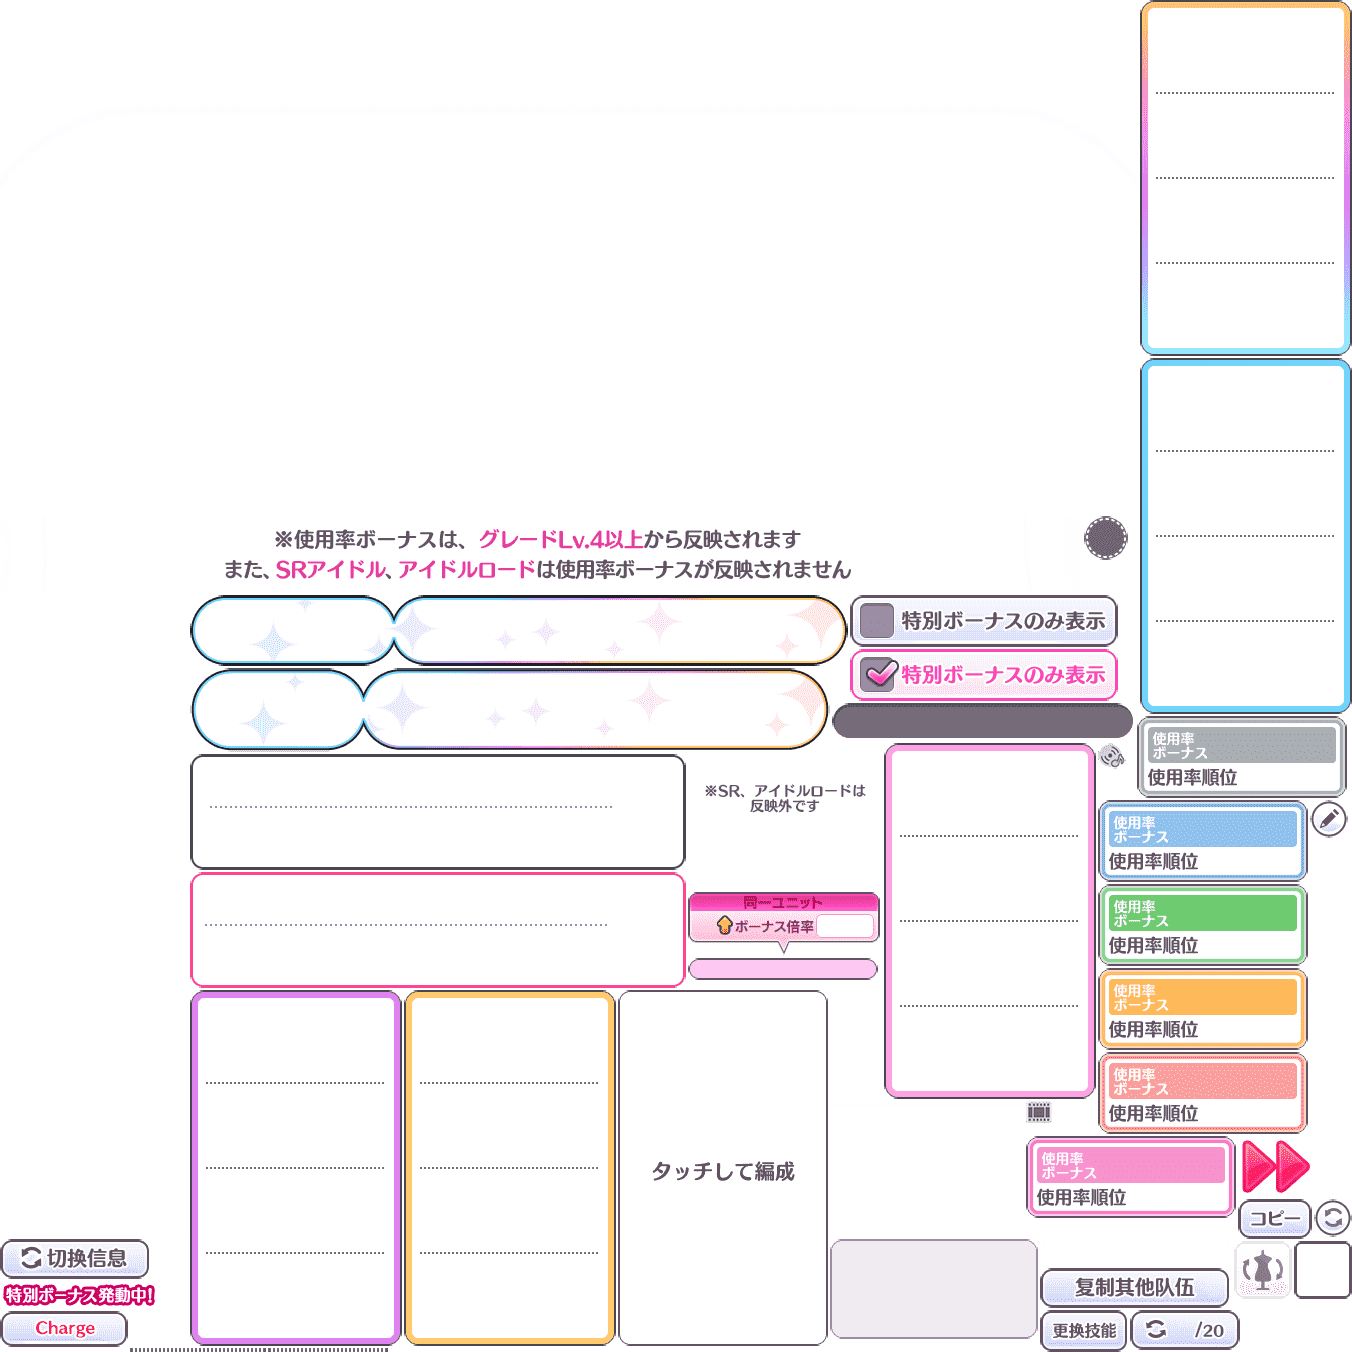 ※使用率ボーナスは、グレードLv.4以上から反映されます
また、SRアイドル、アイドルロードは使用率ボーナスが反映されません
特別ボーナスのみ表示
特別ボーナスのみ表示
使用率
ボーナス
使用率順位
※SR、アイドルロードは
反映外です
使用率
ボーナス
使用率順位
同一ユニット
ボーナス倍率
使用率
ボーナス
使用率順位
使用率
ボーナス
使用率順位
使用率
ボーナス
使用率順位
タッチして編成
使用率
ボーナス
使用率順位
コピー
切换信息
特別ボーナス発動中!
复制其他队伍
Charge
更换技能
/20